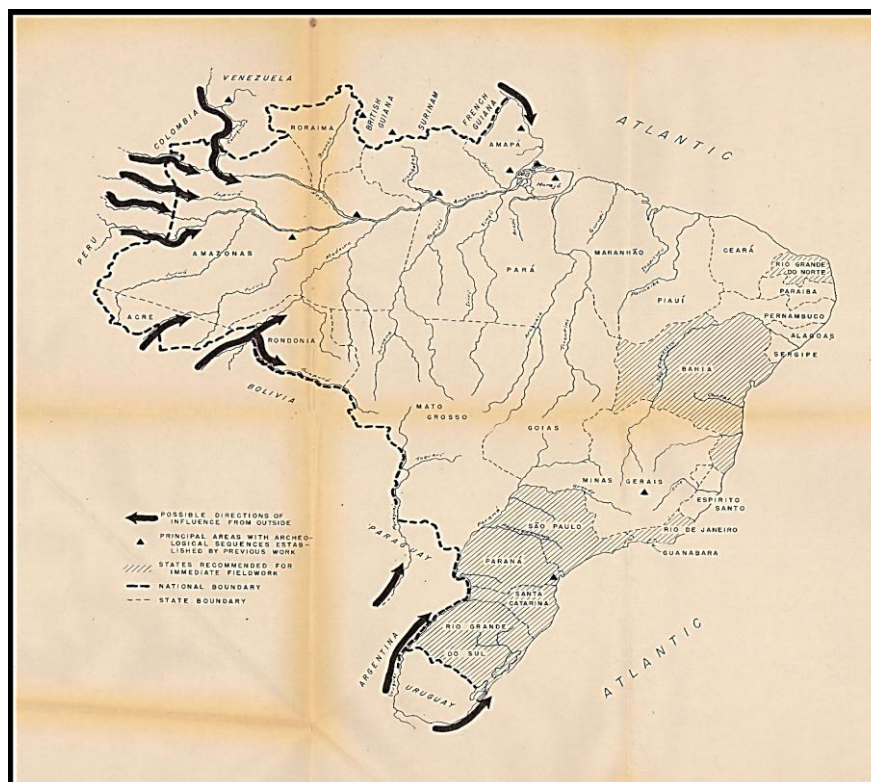 VENEZUELA
COLOMBIA
RORAIMA
BRITISH
GUIANA
SURINAM
FRENCH
GUIANA
AMAPÁ
ATLANTIC
Marajó
PERU
AMAZONAS
PARÁ
MARANHÃO
CEARÁ
RIO GRANDE
DO NORTE
PARAIBA
PIAUÍ
PERNAMBUCO
ALAGOAS
SERGIPE
ACRE
RONDONIA
BAHIA
BOLIVIA
MATO
GROSSO
GOIAS
MINAS GERAIS
ESPIRITO
SANTO
SÃO PAULO
RIO DE JANEIRO
GUANABARA
PARAGUAY
PARANÁ
SANTA
CATARINA
RIO GRANDE
DO SUL
ARGENTINA
URUGUAY
ATLANTIC
POSSIBLE DIRECTIONS OF
INFLUENCE FROM OUTSIDE
PRINCIPAL AREAS WITH ARCHEO-
LOGICAL SEQUENCES ESTAB-
LISHED BY PREVIOUS WORK
STATES RECOMMENDED FOR
IMMEDIATE FIELDWORK
NATIONAL BOUNDARY
STATE BOUNDARY